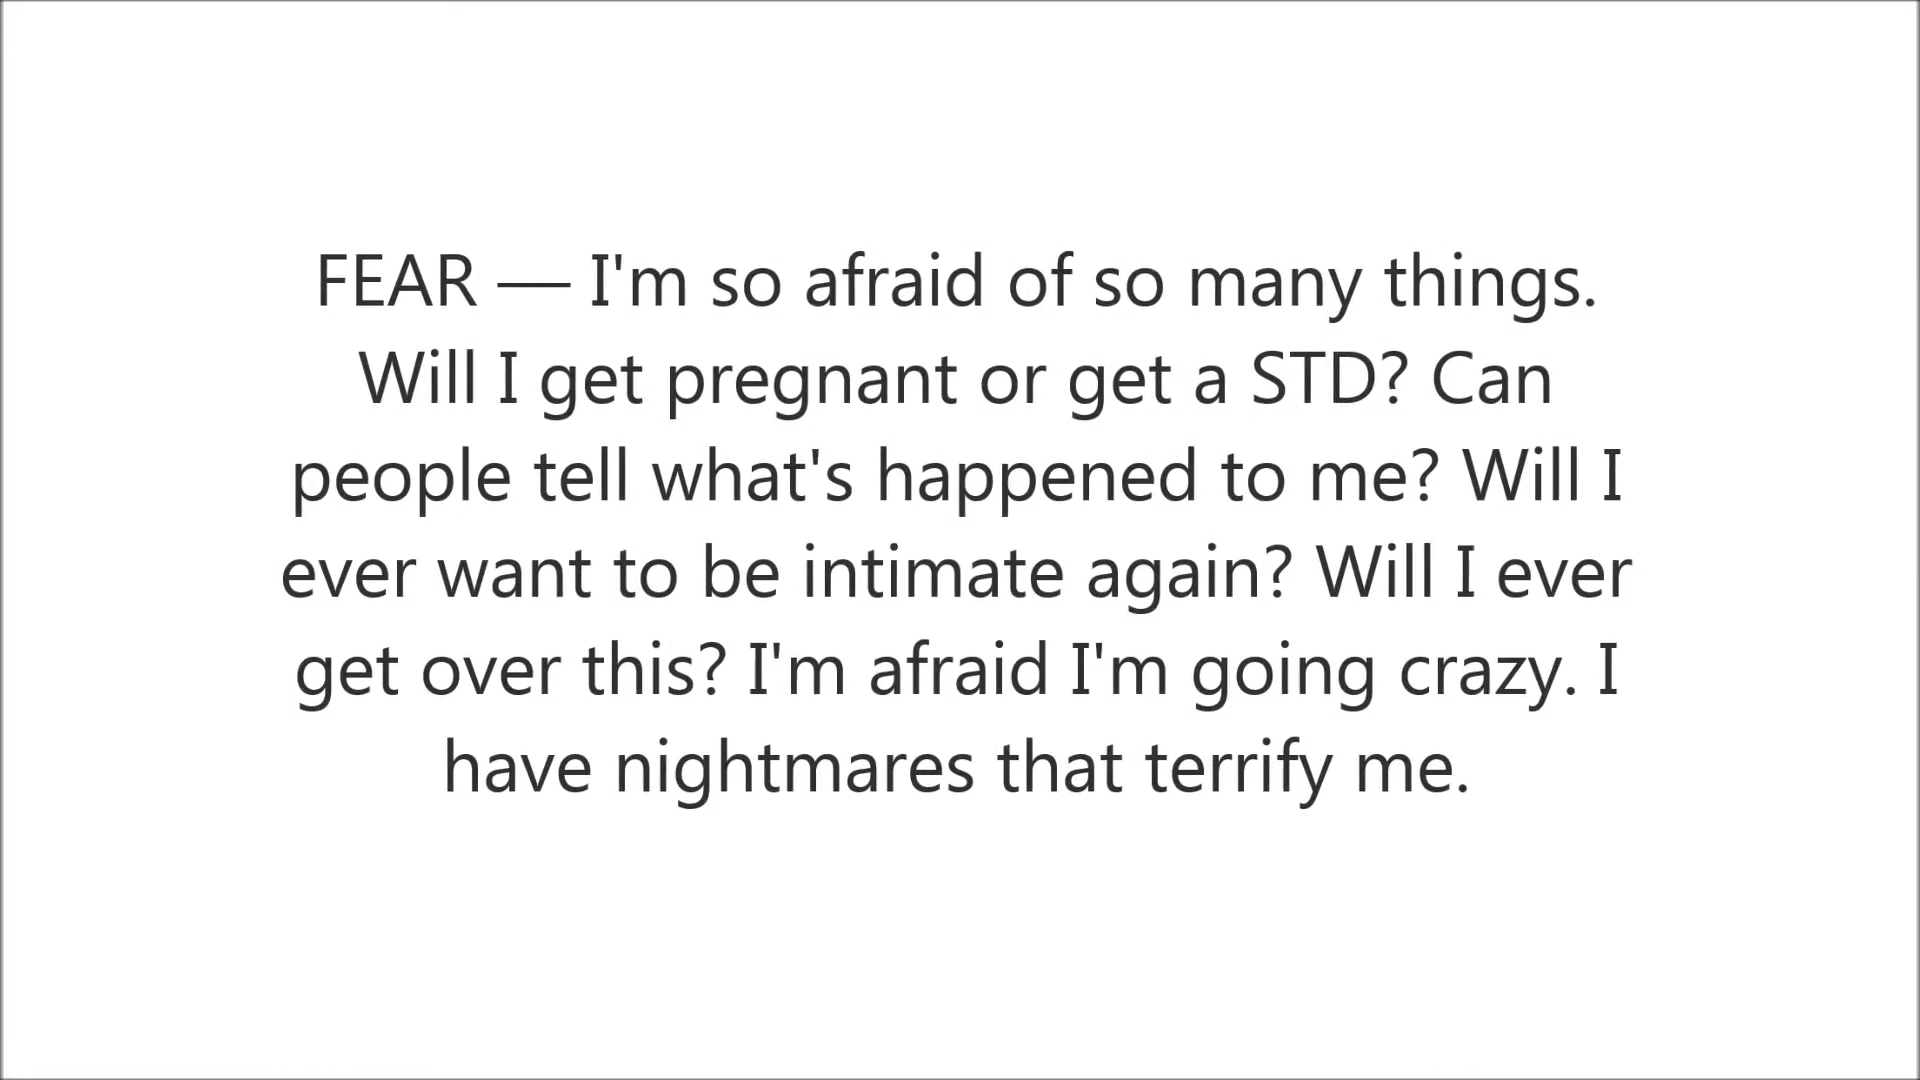 FEAR — I'm so afraid of so many things.
Will I get pregnant or get a STD? Can
people tell what's happened to me? Will I
ever want to be intimate again? Will I ever
get over this? I'm afraid I'm going crazy. I
have nightmares that terrify me.